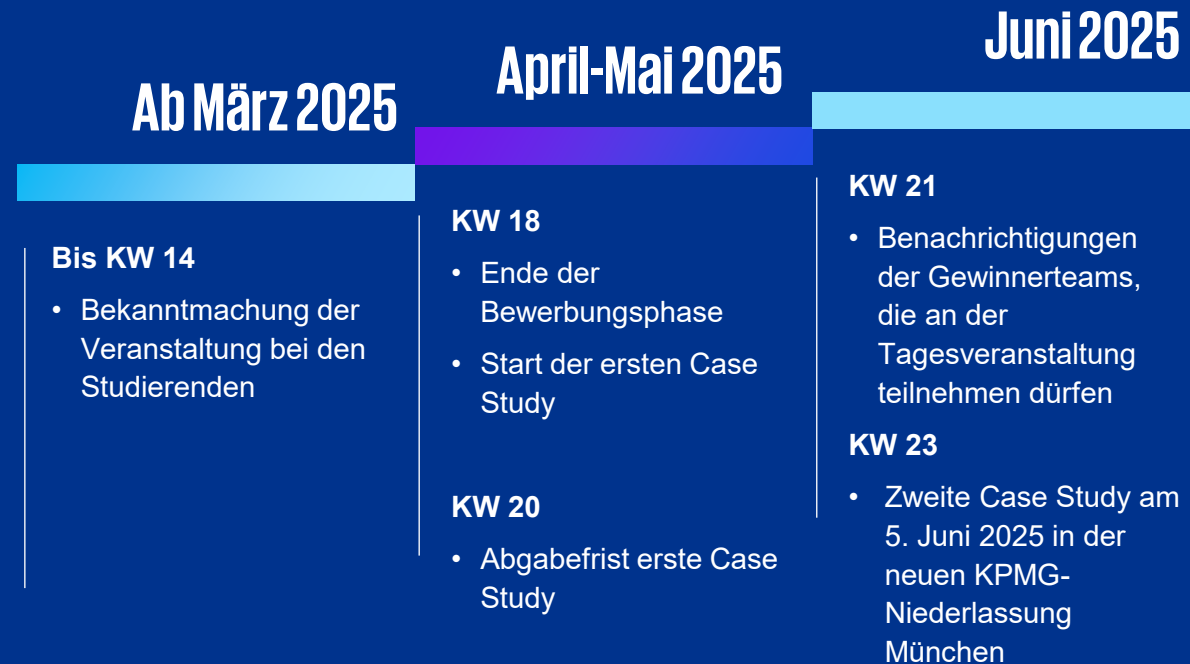 Ab März 2025
Bis KW 14
• Bekanntmachung der
Veranstaltung bei den
Studierenden
April-Mai 2025
KW 18
• Ende der
Bewerbungsphase
• Start der ersten Case
Study
KW 20
• Abgabefrist erste Case
Study
Juni 2025
KW 21
• Benachrichtigungen
der Gewinnerteams,
die an der
Tagesveranstaltung
teilnehmen dürfen
KW 23
• Zweite Case Study am
5. Juni 2025 in der
neuen KPMG-
Niederlassung
München